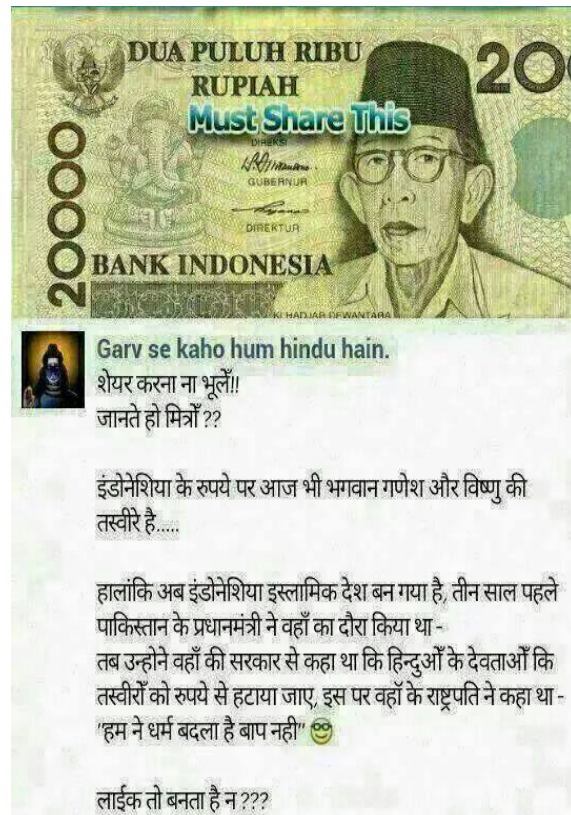 DUA PULUH RIBU
RUPIAH
200
Must Share This
DIREKSI
GUBERNUR
DIREKTUR
20000
BANK INDONESIA
KI HADJAR DEWANTARA
Garv se kaho hum hindu hain.
शेयर करना ना भूलेँ!!
जानते हो मित्रोँ ??
इंडोनेशिया के रुपये पर आज भी भगवान गणेश और विष्णु की
तस्वीरे है.....
हालांकि अब इंडोनेशिया इस्लामिक देश बन गया है, तीन साल पहले
पाकिस्तान के प्रधानमंत्री ने वहाँ का दौरा किया था -
तब उन्होने वहाँ की सरकार से कहा था कि हिन्दुओँ के देवताओँ कि
तस्वीरोँ को रुपये से हटाया जाए, इस पर वहाँ के राष्ट्रपति ने कहा था -
"हम ने धर्म बदला है बाप नही"
लाईक तो बनता है न ???